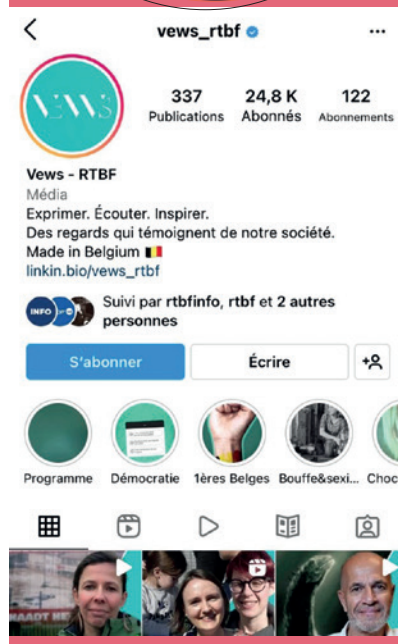 vews_rtbf
VEWS
337 24,8 K 122
Publications Abonnés Abonnements
Vews - RTBF
Média
Exprimer. Écouter. Inspirer.
Des regards qui témoignent de notre société.
Made in Belgium 🇧🇪
linkin.bio/vews_rtbf
INFO
Suivi par rtbfinfo, rtbf et 2 autres
personnes
S'abonner Écrire
Programme Démocratie 1ères Belges Bouffe&sexi... Choc
HAADT HE